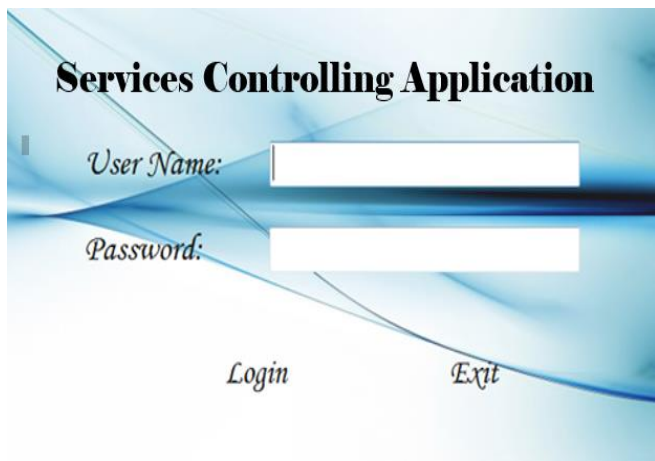 Services Controlling Application
User Name:
Password:
Login Exit